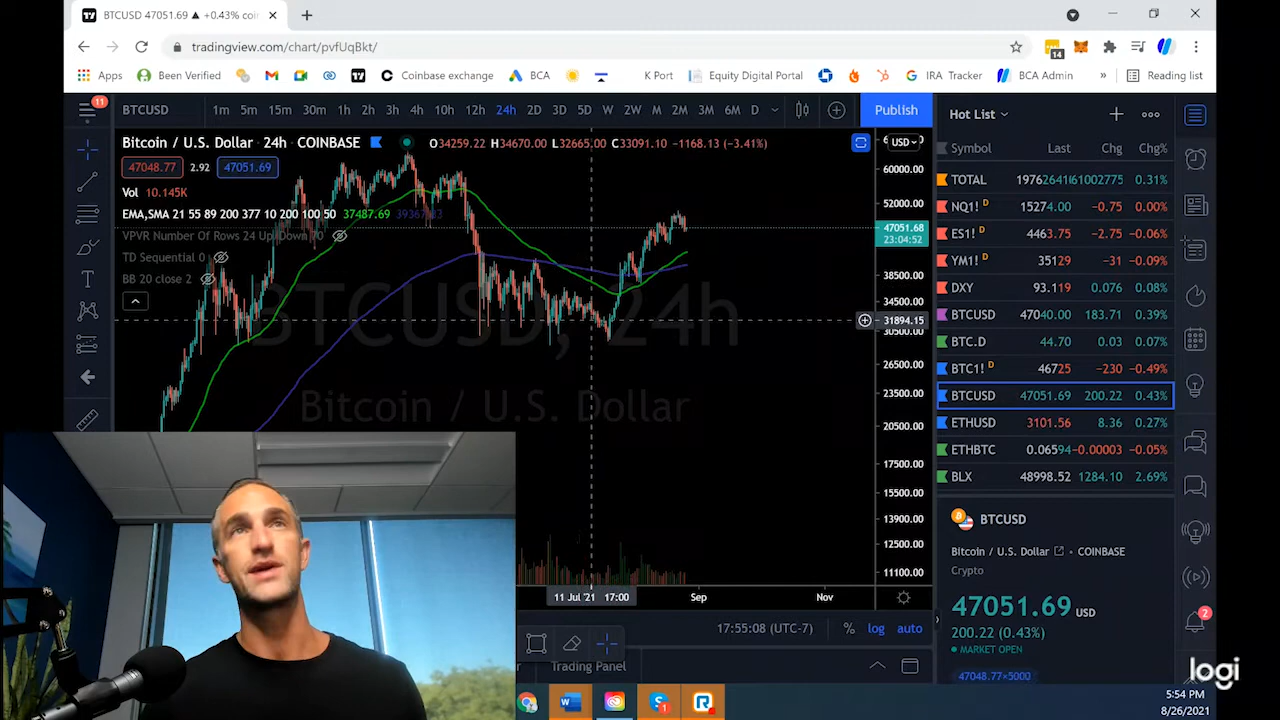 BTCUSD 47051.69 ▲ +0.43%
tradingview.com/chart/pvfUqBkt/
14
Apps Been Verified Coinbase exchange BCA K Port Equity Digital Portal IRA Tracker BCA Admin » Reading list
11
BTCUSD 1m 5m 15m 30m 1h 2h 3h 4h 10h 12h 24h 2D 3D 5D W 2W M 2M 3M 6M D Publish
Bitcoin / U.S. Dollar · 24h · COINBASE O34259.22 H34670.00 L32665.00 C33091.10 −1168.13 (−3.41%)
47048.77 2.92 47051.69
Vol 10.145K
EMA,SMA 21 55 89 200 377 10 200 100 50 37487.69
VPVR Number Of Rows 24 Up/Down 70
TD Sequential 0
BB 20 close 2
BTCUSD, 24h
Bitcoin / U.S. Dollar
USD
60000.00
52000.00
47051.68
23:04:52
38500.00
34500.00
31894.15
30500.00
26500.00
23500.00
20500.00
17500.00
15500.00
13900.00
12500.00
11100.00
11 Jul '21 17:00 Sep Nov
17:55:08 (UTC-7) % log auto
Trading Panel
Hot List
Symbol Last Chg Chg%
TOTAL 0.31%
NQ1! D 15274.00 −0.75 0.00%
ES1! D 4463.75 −2.75 −0.06%
YM1! D 35129 −31 −0.09%
DXY 93.119 0.076 0.08%
BTCUSD 47040.00 183.71 0.39%
BTC.D 44.70 0.03 0.07%
BTC1! D 46725 −230 −0.49%
BTCUSD 47051.69 200.22 0.43%
ETHUSD 3101.56 8.36 0.27%
ETHBTC 0.06594 −0.00003 −0.05%
BLX 48998.52 1284.10 2.69%
BTCUSD
Bitcoin / U.S. Dollar · COINBASE
Crypto
47051.69 USD
200.22 (0.43%)
MARKET OPEN
47048.77×5000
2
logi
5:54 PM
8/26/2021